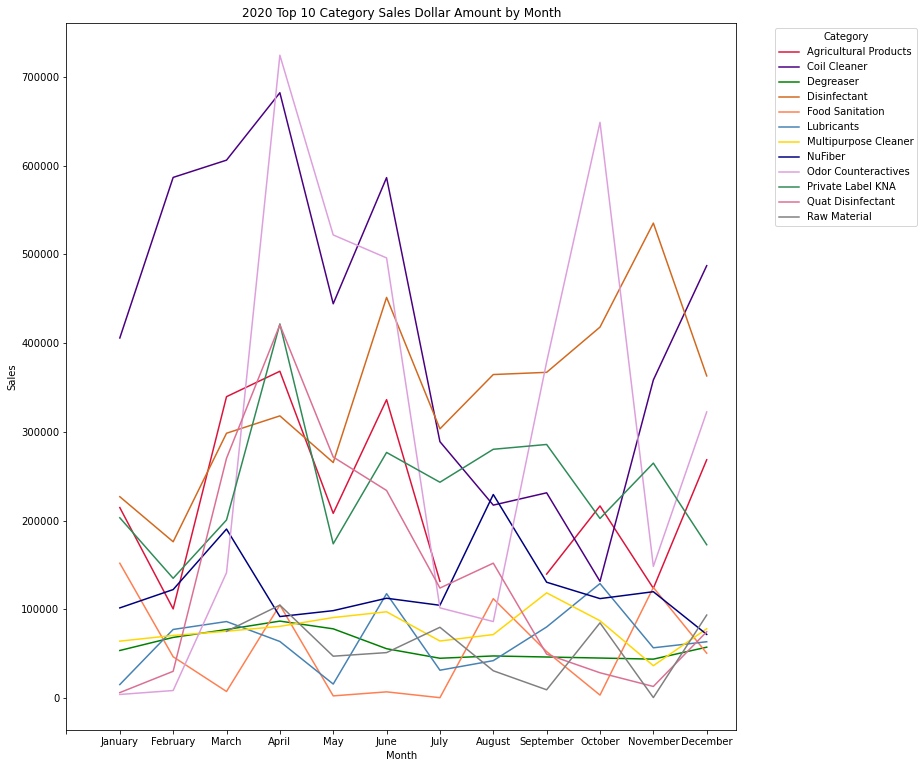 2020 Top 10 Category Sales Dollar Amount by Month
Category
Agricultural Products
Coil Cleaner
Degreaser
Disinfectant
Food Sanitation
Lubricants
Multipurpose Cleaner
NuFiber
Odor Counteractives
Private Label KNA
Quat Disinfectant
Raw Material
700000
600000
500000
400000
300000
200000
100000
0
Sales
January February March April May June July August September October November December
Month